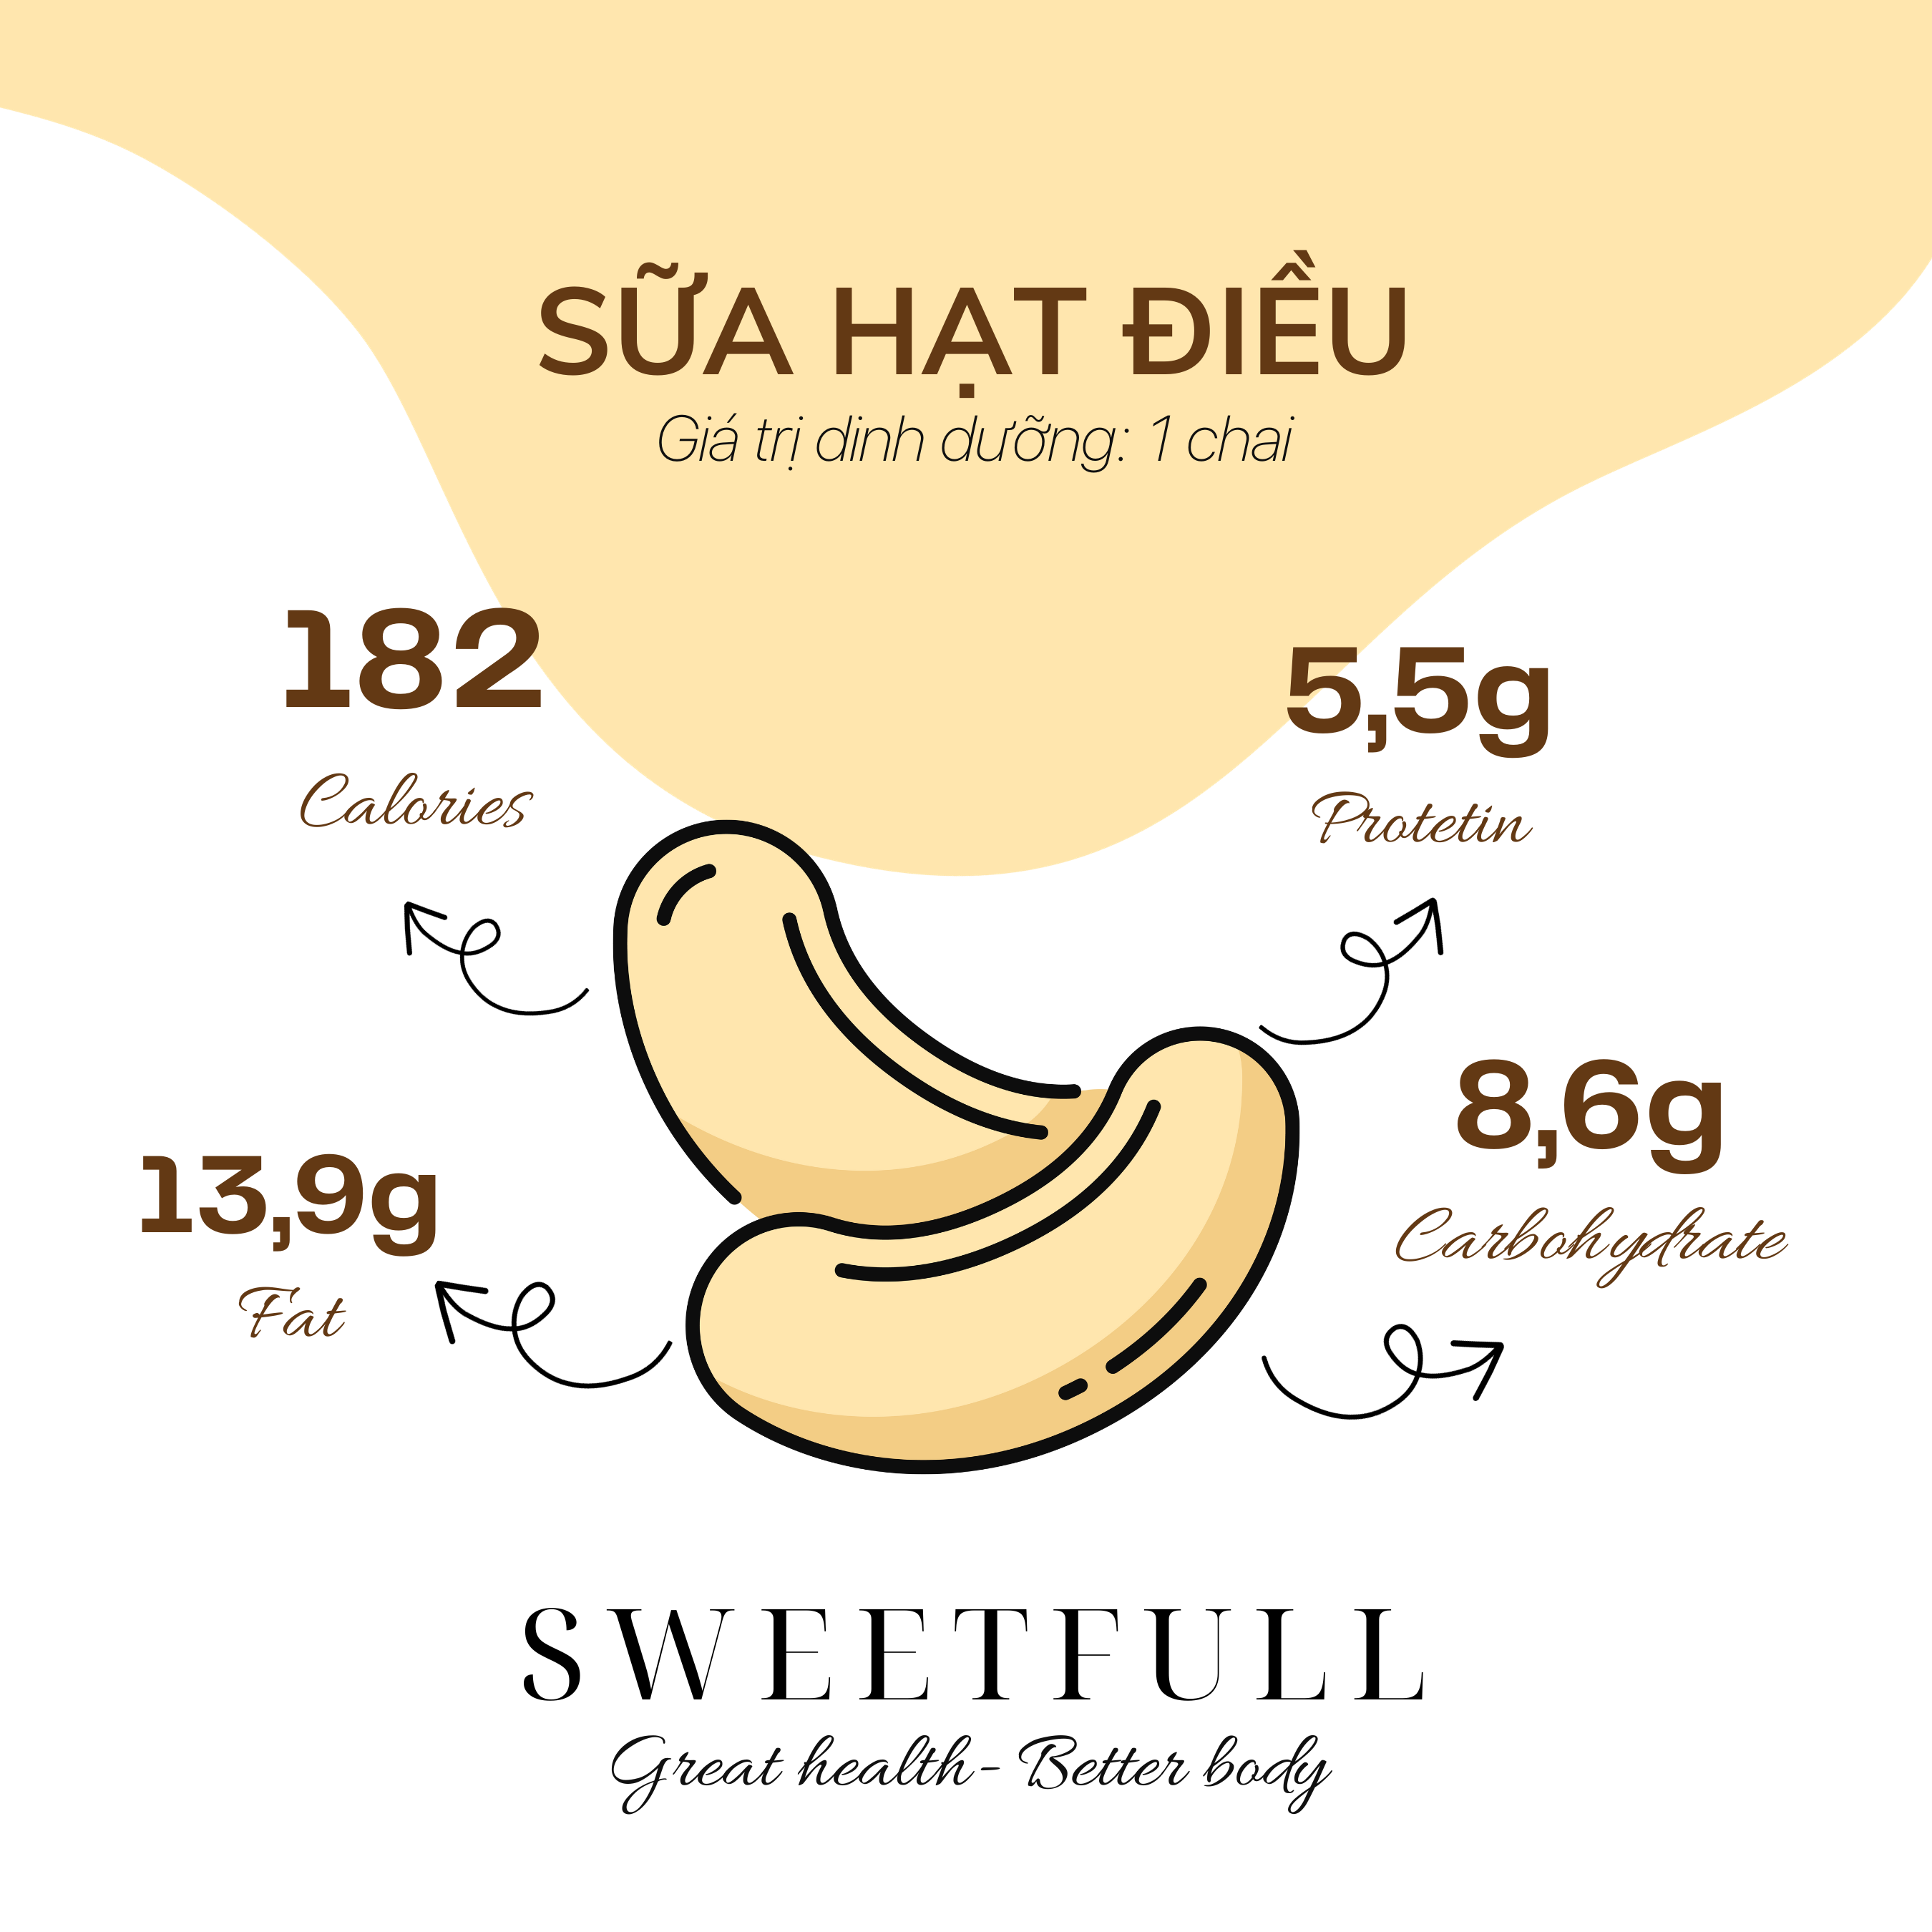 SỮA HẠT ĐIỀU
Giá trị dinh dưỡng: 1 chai
182
Calories
5,5g
Protein
13,9g
Fat
8,6g
Carbohydrate
SWEETFULL
Great health - Better body